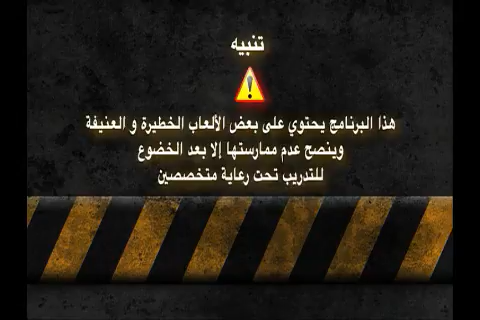 تنبيه
هذا البرنامج يحتوي على بعض الألعاب الخطيرة و العنيفة
وينصح عدم ممارستها إلا بعد الخضوع
للتدريب تحت رعاية متخصصين